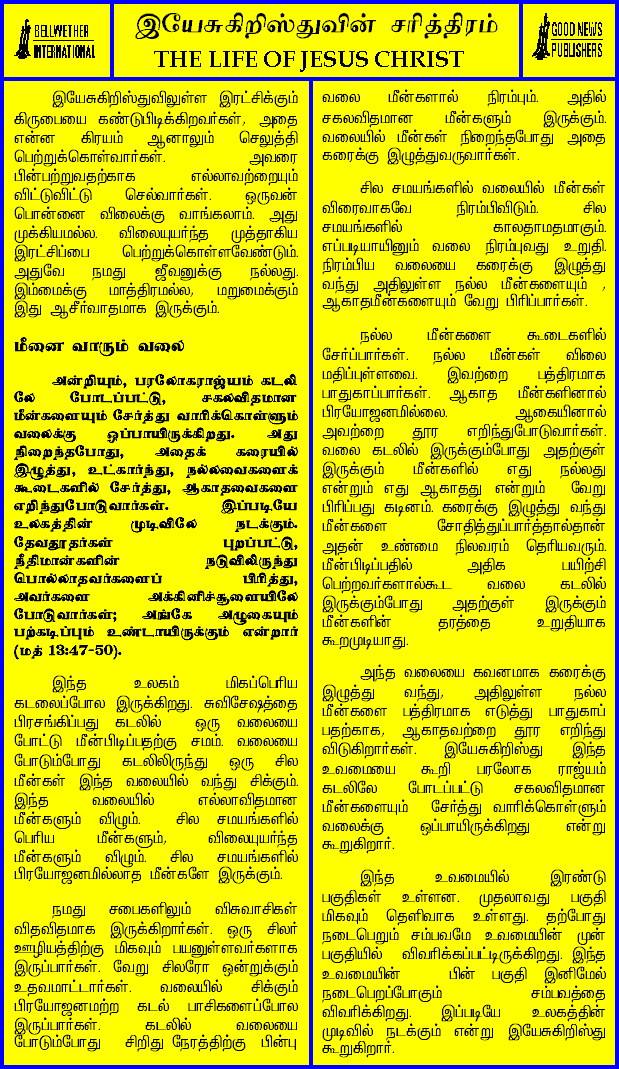 BELLWETHER
INTERNATIONAL
இயேசுகிறிஸ்துவின் சரித்திரம்
THE LIFE OF JESUS CHRIST
GOOD NEWS
PUBLISHERS
இயேசுகிறிஸ்துவிலுள்ள இரட்சிக்கும்
கிருபையை கண்டுபிடிக்கிறவர்கள், அதை
என்ன கிரயம் ஆனாலும் செலுத்தி
பெற்றுக்கொள்வார்கள். அவரை
பின்பற்றுவதற்காக எல்லாவற்றையும்
விட்டுவிட்டு செல்வார்கள். ஒருவன்
பொன்னை விலைக்கு வாங்கலாம். அது
முக்கியமல்ல. விலையுயர்ந்த முத்தாகிய
இரட்சிப்பை பெற்றுக்கொள்ளவேண்டும்.
அதுவே நமது ஜீவனுக்கு நல்லது.
இம்மைக்கு மாத்திரமல்ல, மறுமைக்கும்
இது ஆசீர்வாதமாக இருக்கும்.
மீனை வாரும் வலை
அன்றியும், பரலோகராஜ்யம் கடலி
லே போடப்பட்டு, சகலவிதமான
மீன்களையும் சேர்த்து வாரிக்கொள்ளும்
வலைக்கு ஒப்பாயிருக்கிறது. அது
நிறைந்தபோது, அதைக் கரையில்
இழுத்து, உட்கார்ந்து, நல்லவைகளைக்
கூடைகளில் சேர்த்து, ஆகாதவைகளை
எறிந்துபோடுவார்கள். இப்படியே
உலகத்தின் முடிவிலே நடக்கும்.
தேவதூதர்கள் புறப்பட்டு,
நீதிமான்களின் நடுவிலிருந்து
பொல்லாதவர்களைப் பிரித்து,
அவர்களை அக்கினிச்சூளையிலே
போடுவார்கள்; அங்கே அழுகையும்
பற்கடிப்பும் உண்டாயிருக்கும் என்றார்
(மத் 13:47-50).
இந்த உலகம் மிகப்பெரிய
கடலைப்போல இருக்கிறது. சுவிசேஷத்தை
பிரசங்கிப்பது கடலில் ஒரு வலையை
போட்டு மீன்பிடிப்பதற்கு சமம். வலையை
போடும்போது கடலிலிருந்து ஒரு சில
மீன்கள் இந்த வலையில் வந்து சிக்கும்.
இந்த வலையில் எல்லாவிதமான
மீன்களும் விழும். சில சமயங்களில்
பெரிய மீன்களும், விலையுயர்ந்த
மீன்களும் விழும். சில சமயங்களில்
பிரயோஜனமில்லாத மீன்களே இருக்கும்.
நமது சபைகளிலும் விசுவாசிகள்
விதவிதமாக இருக்கிறார்கள். ஒரு சிலர்
ஊழியத்திற்கு மிகவும் பயனுள்ளவர்களாக
இருப்பார்கள். வேறு சிலரோ ஒன்றுக்கும்
உதவமாட்டார்கள். வலையில் சிக்கும்
பிரயோஜனமற்ற கடல் பாசிகளைப்போல
இருப்பார்கள். கடலில் வலையை
போடும்போது சிறிது நேரத்திற்கு பின்பு
வலை மீன்களால் நிரம்பும். அதில்
சகலவிதமான மீன்களும் இருக்கும்.
வலையில் மீன்கள் நிறைந்தபோது அதை
கரைக்கு இழுத்துவருவார்கள்.
சில சமயங்களில் வலையில் மீன்கள்
விரைவாகவே நிரம்பிவிடும். சில
சமயங்களில் காலதாமதமாகும்.
எப்படியாயினும் வலை நிரம்புவது உறுதி.
நிரம்பிய வலையை கரைக்கு இழுத்து
வந்து அதிலுள்ள நல்ல மீன்களையும் ,
ஆகாதமீன்களையும் வேறு பிரிப்பார்கள்.
நல்ல மீன்களை கூடைகளில்
சேர்ப்பார்கள். நல்ல மீன்கள் விலை
மதிப்புள்ளவை. இவற்றை பத்திரமாக
பாதுகாப்பார்கள். ஆகாத மீன்களினால்
பிரயோஜனமில்லை. ஆகையினால்
அவற்றை தூர எறிந்துபோடுவார்கள்.
வலை கடலில் இருக்கும்போது அதற்குள்
இருக்கும் மீன்களில் எது நல்லது
என்றும் எது ஆகாதது என்றும் வேறு
பிரிப்பது கடினம். கரைக்கு இழுத்து வந்து
மீன்களை சோதித்துப்பார்த்தால்தான்
அதன் உண்மை நிலவரம் தெரியவரும்.
மீன்பிடிப்பதில் அதிக பயிற்சி
பெற்றவர்களால்கூட வலை கடலில்
இருக்கும்போது அதற்குள் இருக்கும்
மீன்களின் தரத்தை உறுதியாக
கூறமுடியாது.
அந்த வலையை கவனமாக கரைக்கு
இழுத்து வந்து, அதிலுள்ள நல்ல
மீன்களை பத்திரமாக எடுத்து பாதுகாப்
பதற்காக, ஆகாதவற்றை தூர எறிந்து
விடுகிறார்கள். இயேசுகிறிஸ்து இந்த
உவமையை கூறி பரலோக ராஜ்யம்
கடலிலே போடப்பட்டு சகலவிதமான
மீன்களையும் சேர்த்து வாரிக்கொள்ளும்
வலைக்கு ஒப்பாயிருக்கிறது என்று
கூறுகிறார்.
இந்த உவமையில் இரண்டு
பகுதிகள் உள்ளன. முதலாவது பகுதி
மிகவும் தெளிவாக உள்ளது. தற்போது
நடைபெறும் சம்பவமே உவமையின் முன்
பகுதியில் விவரிக்கப்பட்டிருக்கிறது. இந்த
உவமையின் பின் பகுதி இனிமேல்
நடைபெறப்போகும் சம்பவத்தை
விவரிக்கிறது. இப்படியே உலகத்தின்
முடிவில் நடக்கும் என்று இயேசுகிறிஸ்து
கூறுகிறார்.